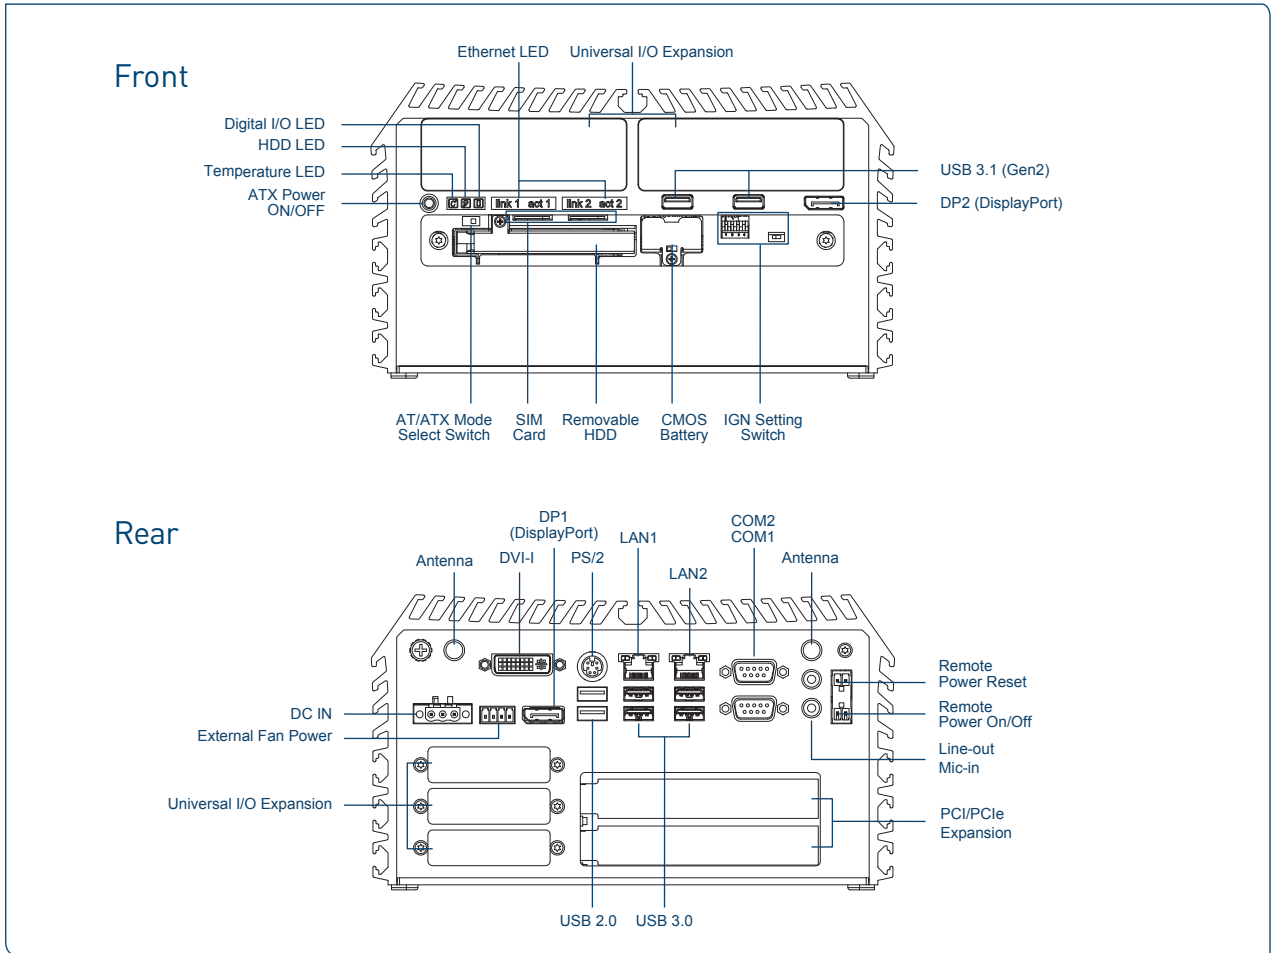 Front
Ethernet LED
Universal I/O Expansion
Digital I/O LED
HDD LED
Temperature LED
ATX Power
ON/OFF
link 1 act 1
link 2 act 2
USB 3.1 (Gen2)
DP2 (DisplayPort)
AT/ATX Mode
Select Switch
SIM
Card
Removable
HDD
CMOS
Battery
IGN Setting
Switch
Rear
Antenna
DVI-I
DP1
(DisplayPort)
PS/2
LAN1
LAN2
COM2
COM1
Antenna
DC IN
External Fan Power
Universal I/O Expansion
Remote
Power Reset
Remote
Power On/Off
Line-out
Mic-in
PCI/PCIe
Expansion
USB 2.0
USB 3.0